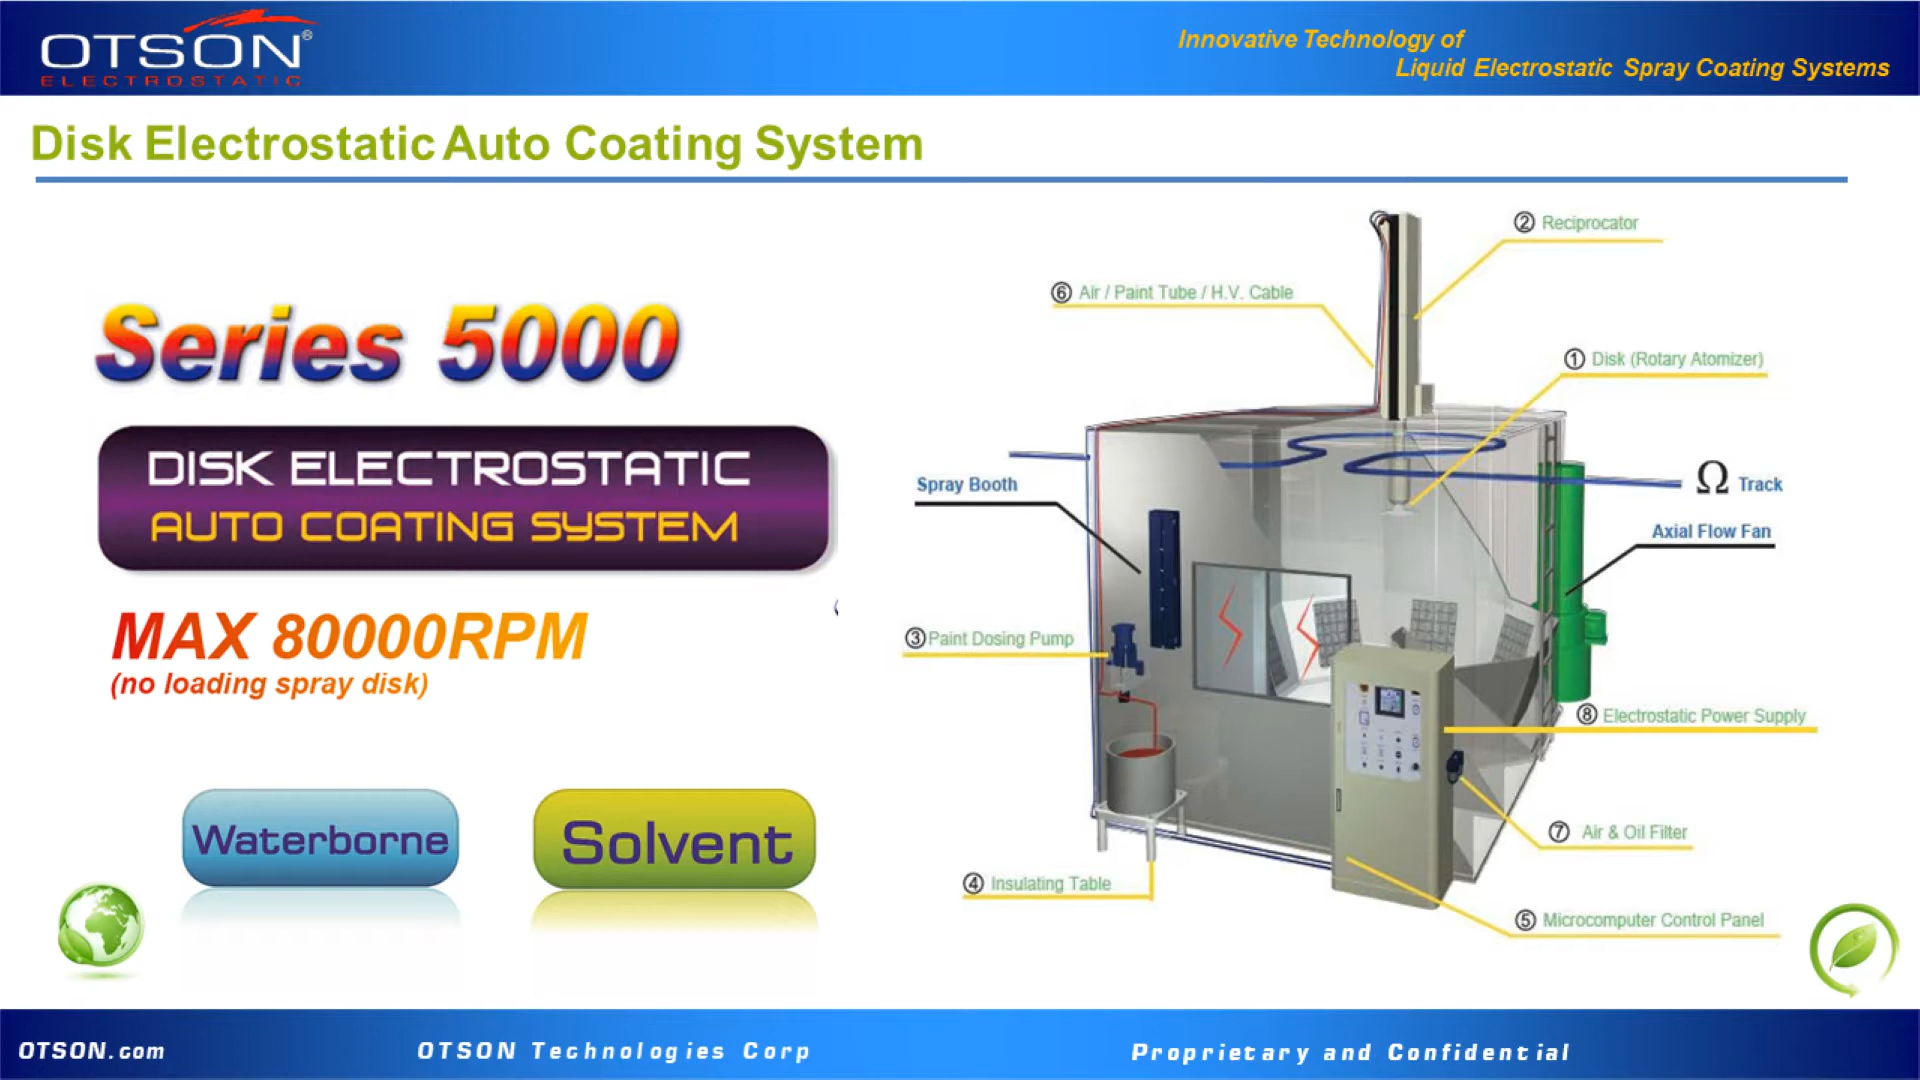 OTSON®
ELECTROSTATIC
Innovative Technology of
Liquid Electrostatic Spray Coating Systems
Disk Electrostatic Auto Coating System
Series 5000
DISK ELECTROSTATIC
AUTO COATING SYSTEM
MAX 80000RPM
(no loading spray disk)
Waterborne
Solvent
② Reciprocator
⑥ Air / Paint Tube / H.V. Cable
① Disk (Rotary Atomizer)
Spray Booth
Ω Track
Axial Flow Fan
③ Paint Dosing Pump
⑧ Electrostatic Power Supply
⑦ Air & Oil Filter
④ Insulating Table
⑤ Microcomputer Control Panel
OTSON.com
OTSON Technologies Corp
Proprietary and Confidential